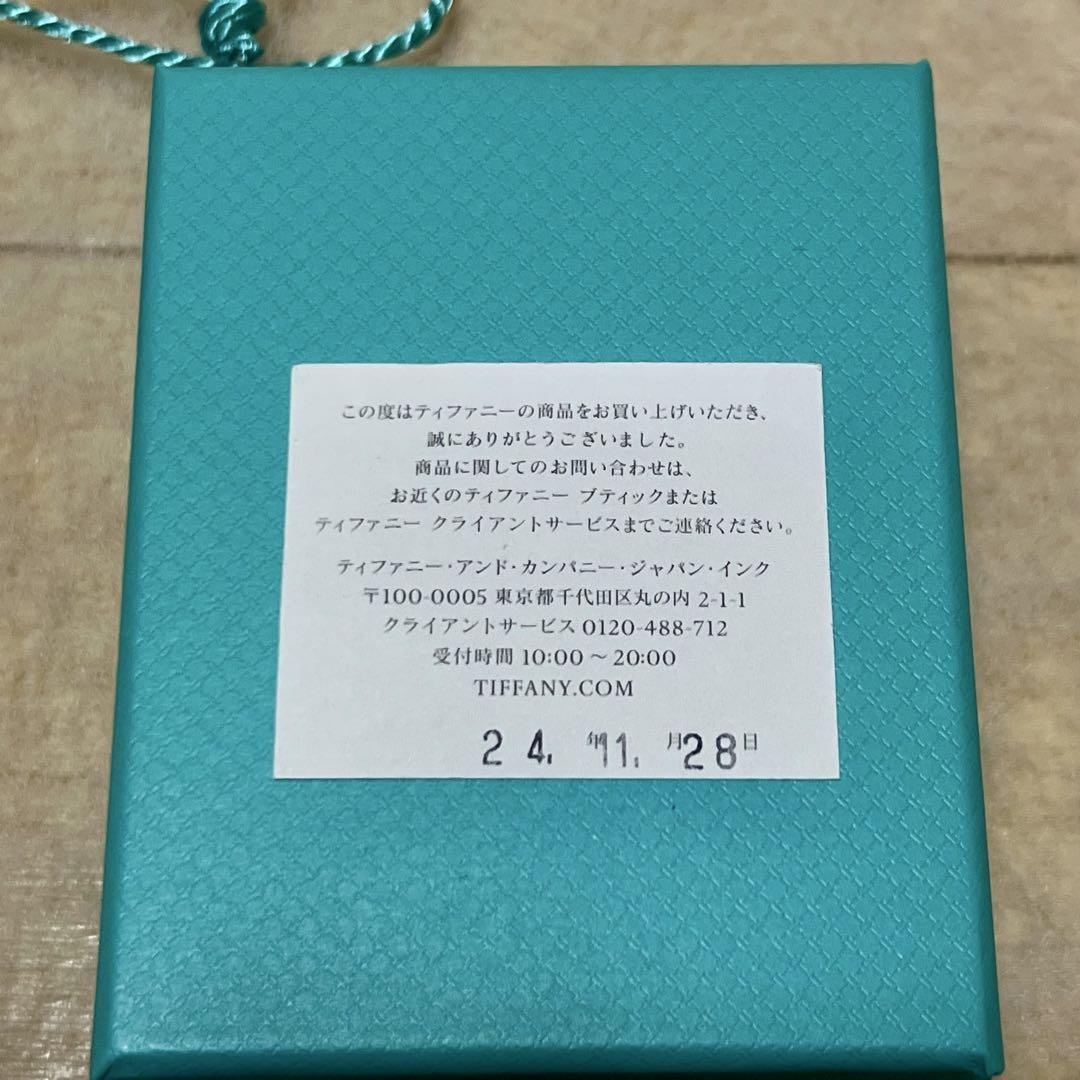 この度はティファニーの商品をお買い上げいただき、
誠にありがとうございました。
商品に関してのお問い合わせは、
お近くのティファニー ブティックまたは
ティファニー クライアントサービスまでご連絡ください。
ティファニー・アンド・カンパニー・ジャパン・インク
〒100-0005 東京都千代田区丸の内 2-1-1
クライアントサービス 0120-488-712
受付時間 10:00 〜 20:00
TIFFANY.COM
24. 年11. 月28日